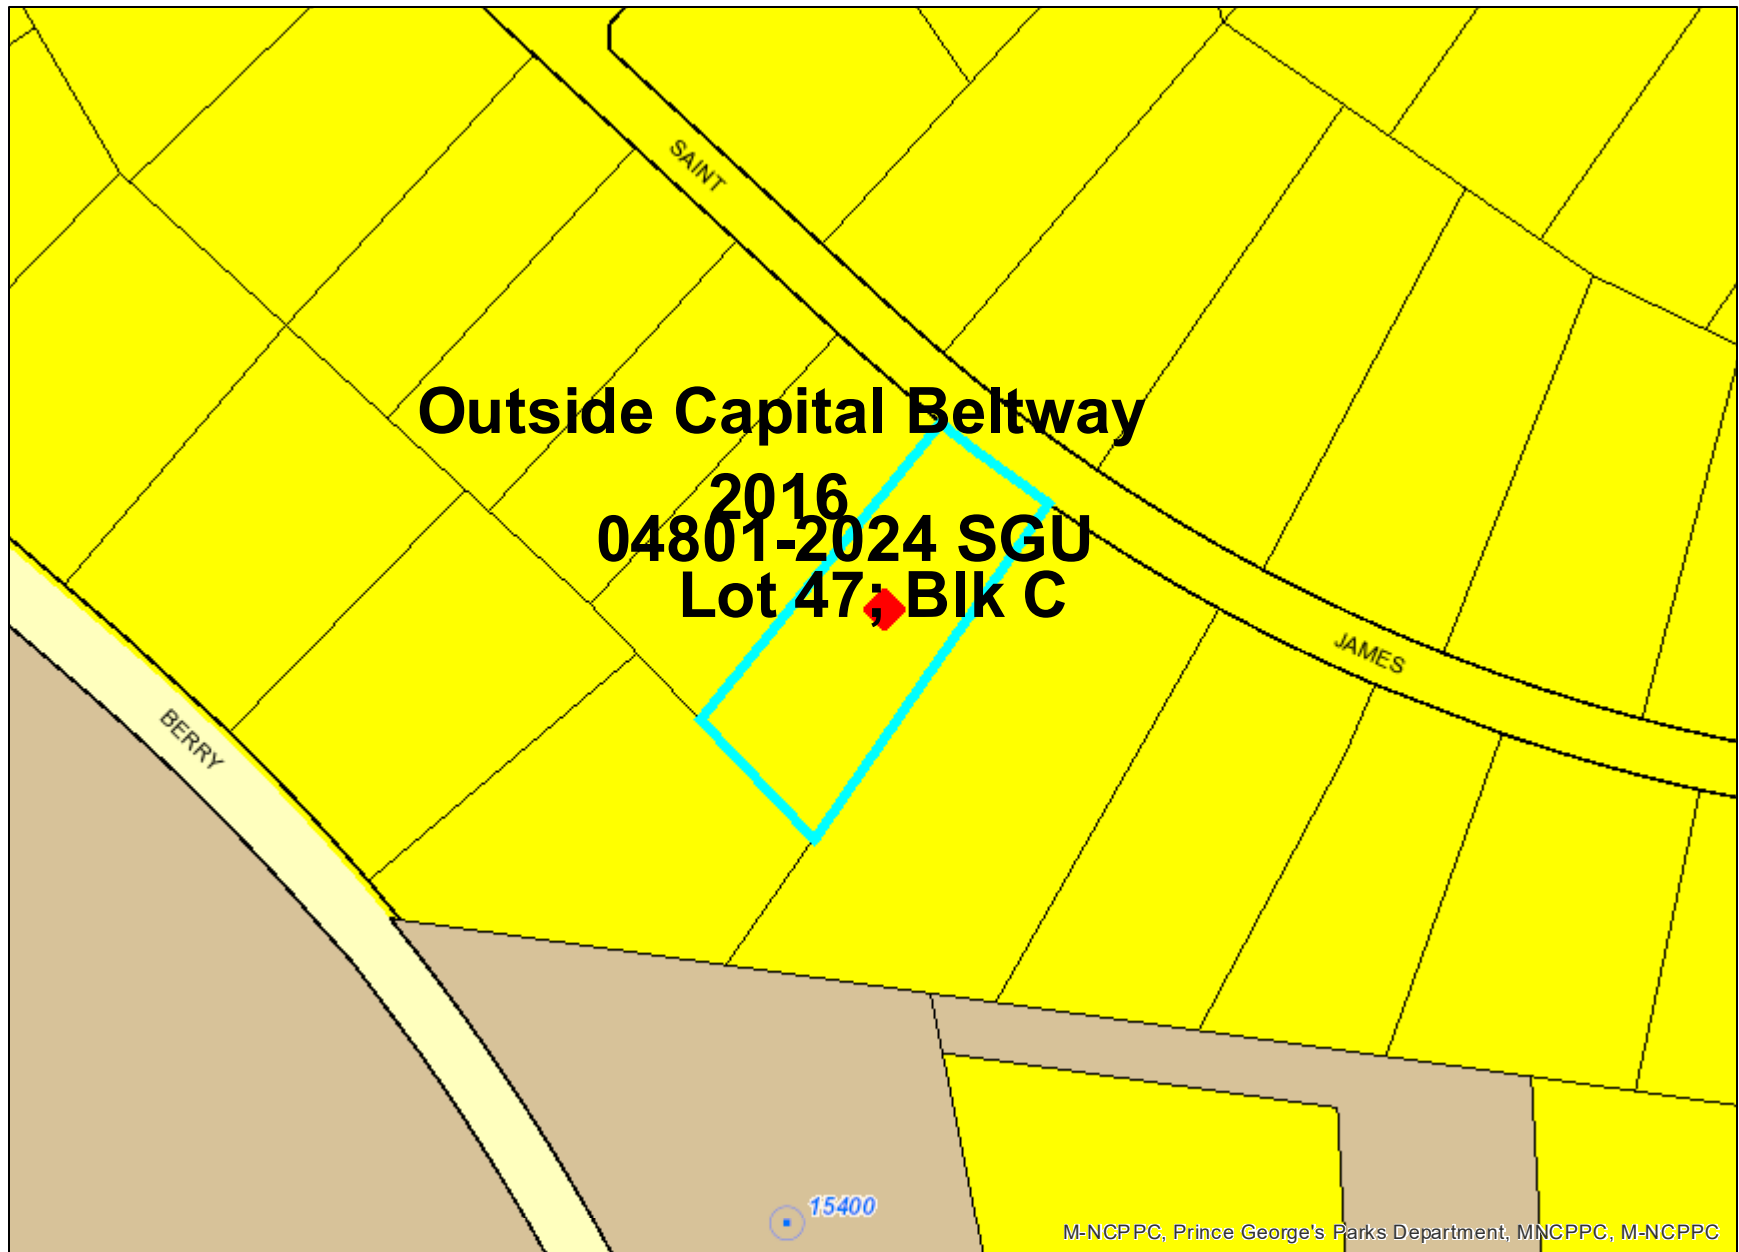 SAINT
Outside Capital Beltway
2016
04801-2024 SGU
Lot 47; Blk C
JAMES
BERRY
15400
M-NCPPC, Prince George's Parks Department, MNCPPC, M-NCPPC